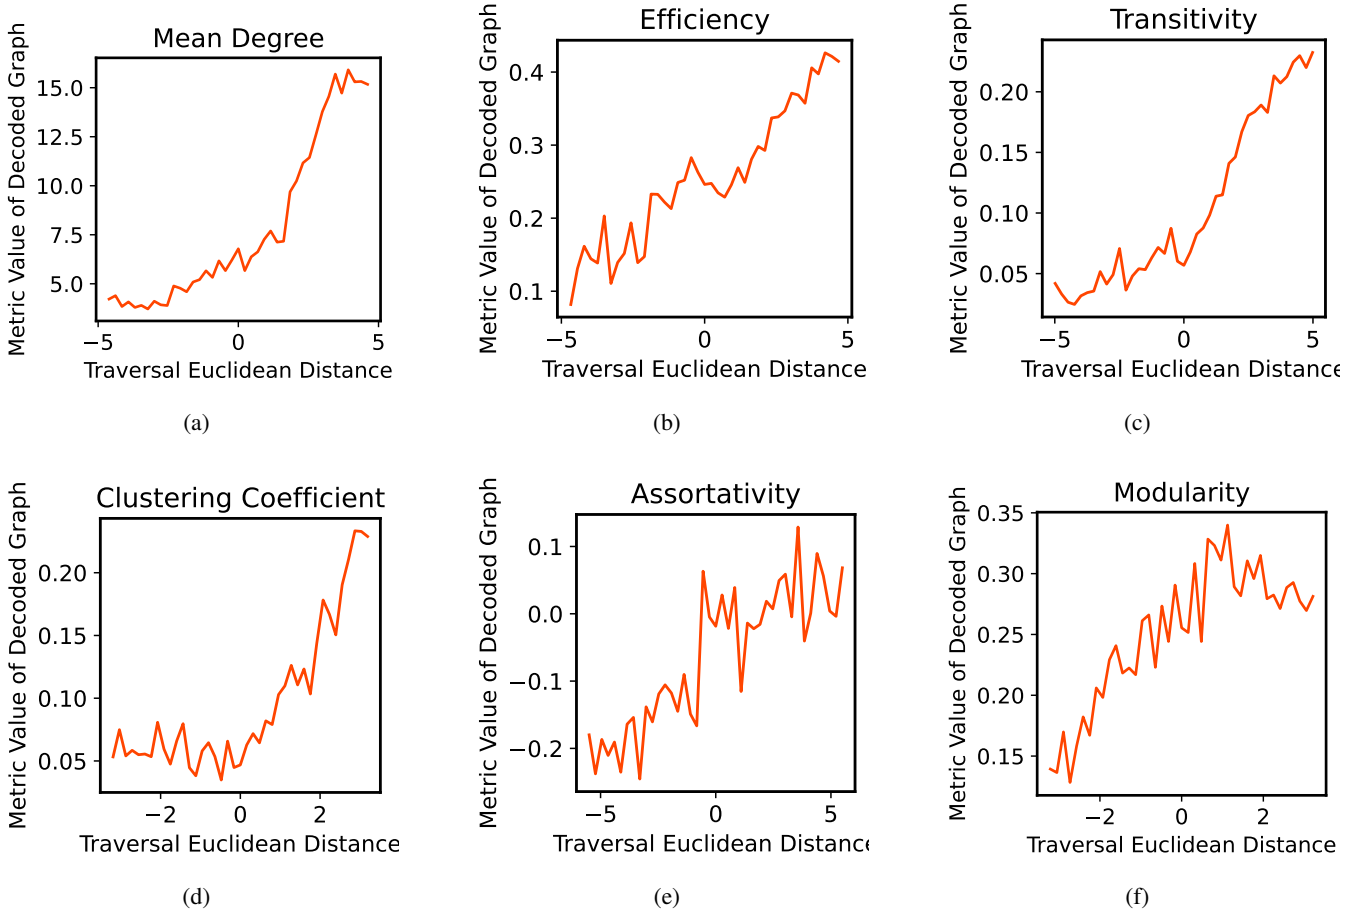 Mean Degree
Metric Value of Decoded Graph
15.0
12.5
10.0
7.5
5.0
−5
0
5
Traversal Euclidean Distance
(a)
Efficiency
Metric Value of Decoded Graph
0.4
0.3
0.2
0.1
−5
0
5
Traversal Euclidean Distance
(b)
Transitivity
Metric Value of Decoded Graph
0.20
0.15
0.10
0.05
−5
0
5
Traversal Euclidean Distance
(c)
Clustering Coefficient
Metric Value of Decoded Graph
0.20
0.15
0.10
0.05
−2
0
2
Traversal Euclidean Distance
(d)
Assortativity
Metric Value of Decoded Graph
0.1
0.0
−0.1
−0.2
−5
0
5
Traversal Euclidean Distance
(e)
Modularity
Metric Value of Decoded Graph
0.35
0.30
0.25
0.20
0.15
−2
0
2
Traversal Euclidean Distance
(f)